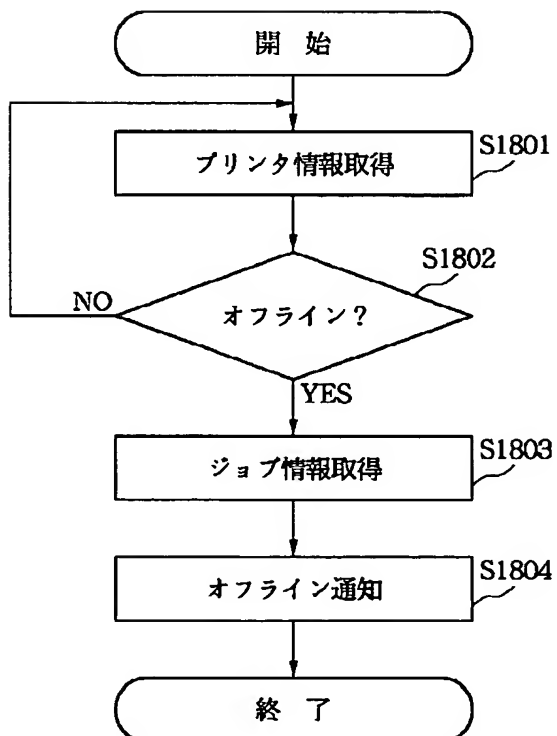 開 始
プリンタ情報取得
S1801
S1802
オフライン?
NO
YES
ジョブ情報取得
S1803
オフライン通知
S1804
終 了